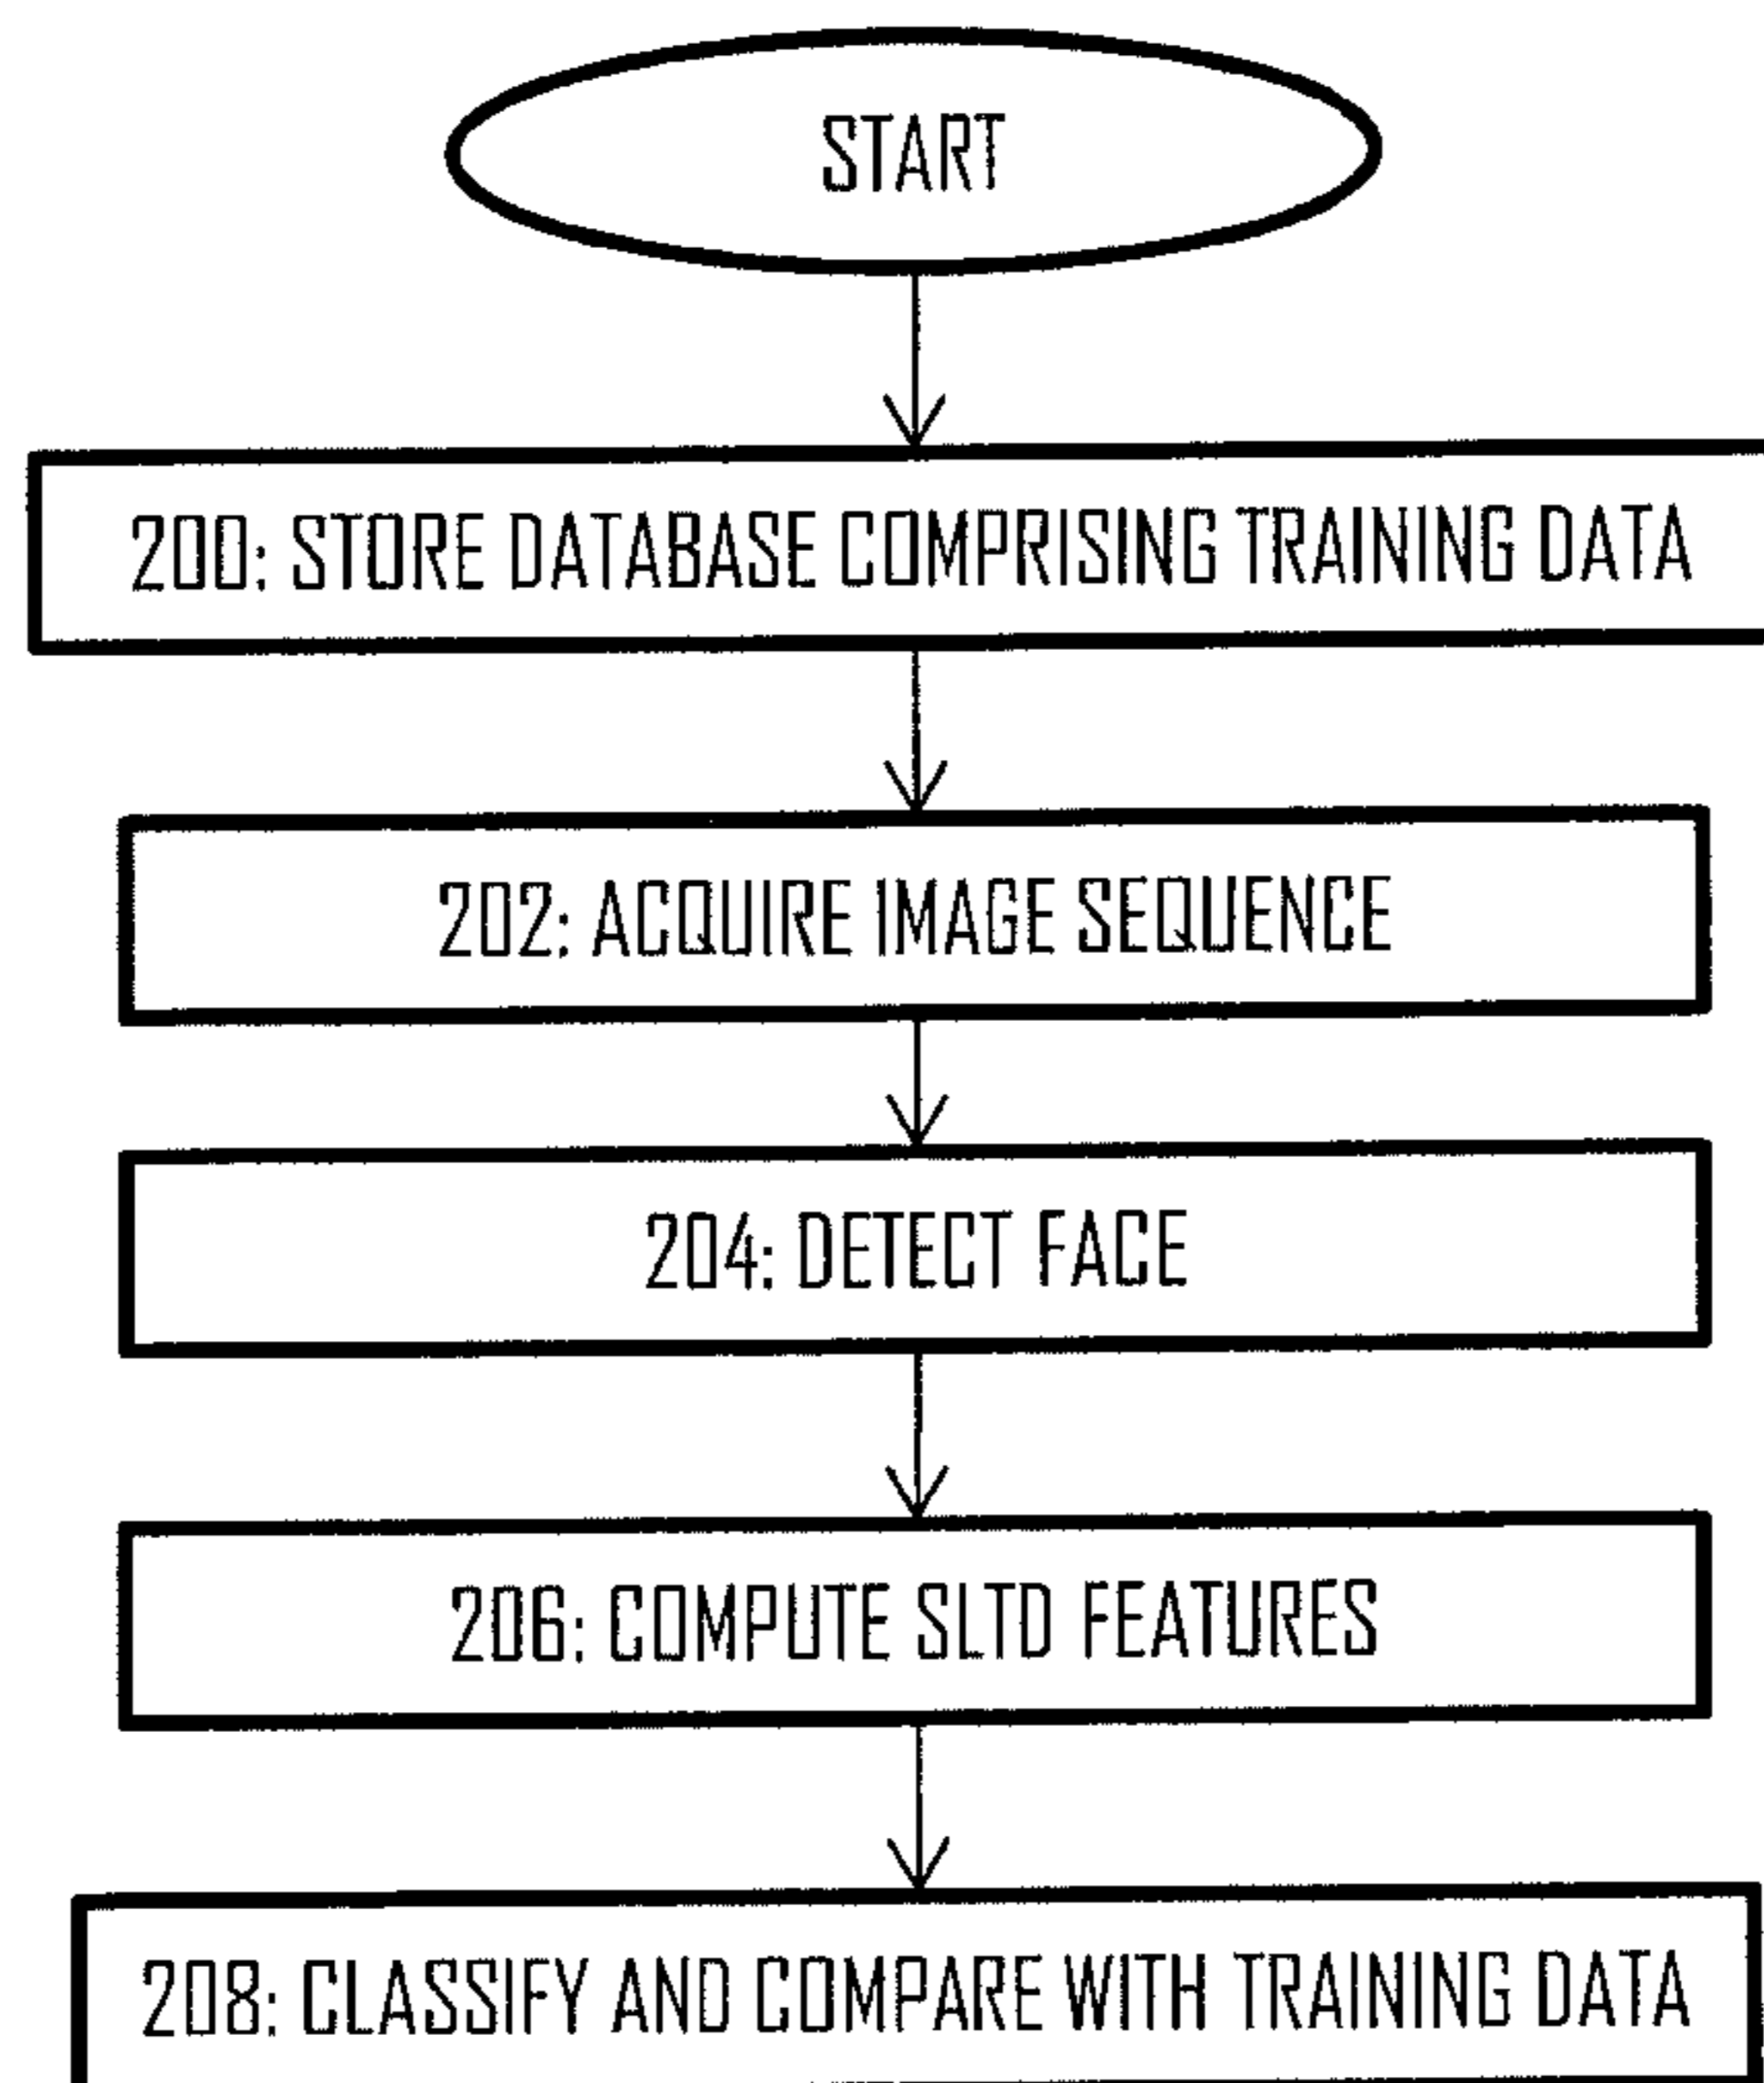 START
200: STORE DATABASE COMPRISING TRAINING DATA
202: ACQUIRE IMAGE SEQUENCE
204: DETECT FACE
206: COMPUTE SLTD FEATURES
208: CLASSIFY AND COMPARE WITH TRAINING DATA